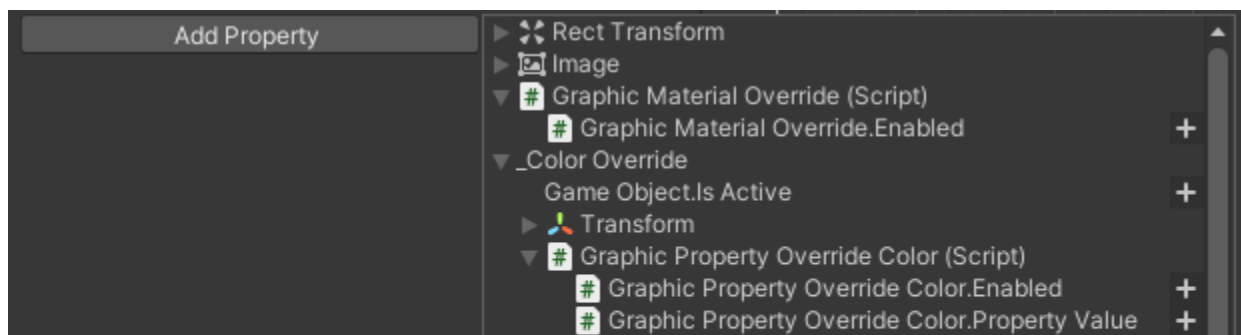 Add Property
Rect Transform
Image
# Graphic Material Override (Script)
# Graphic Material Override.Enabled +
_Color Override
Game Object.Is Active +
Transform
# Graphic Property Override Color (Script)
# Graphic Property Override Color.Enabled +
# Graphic Property Override Color.Property Value +